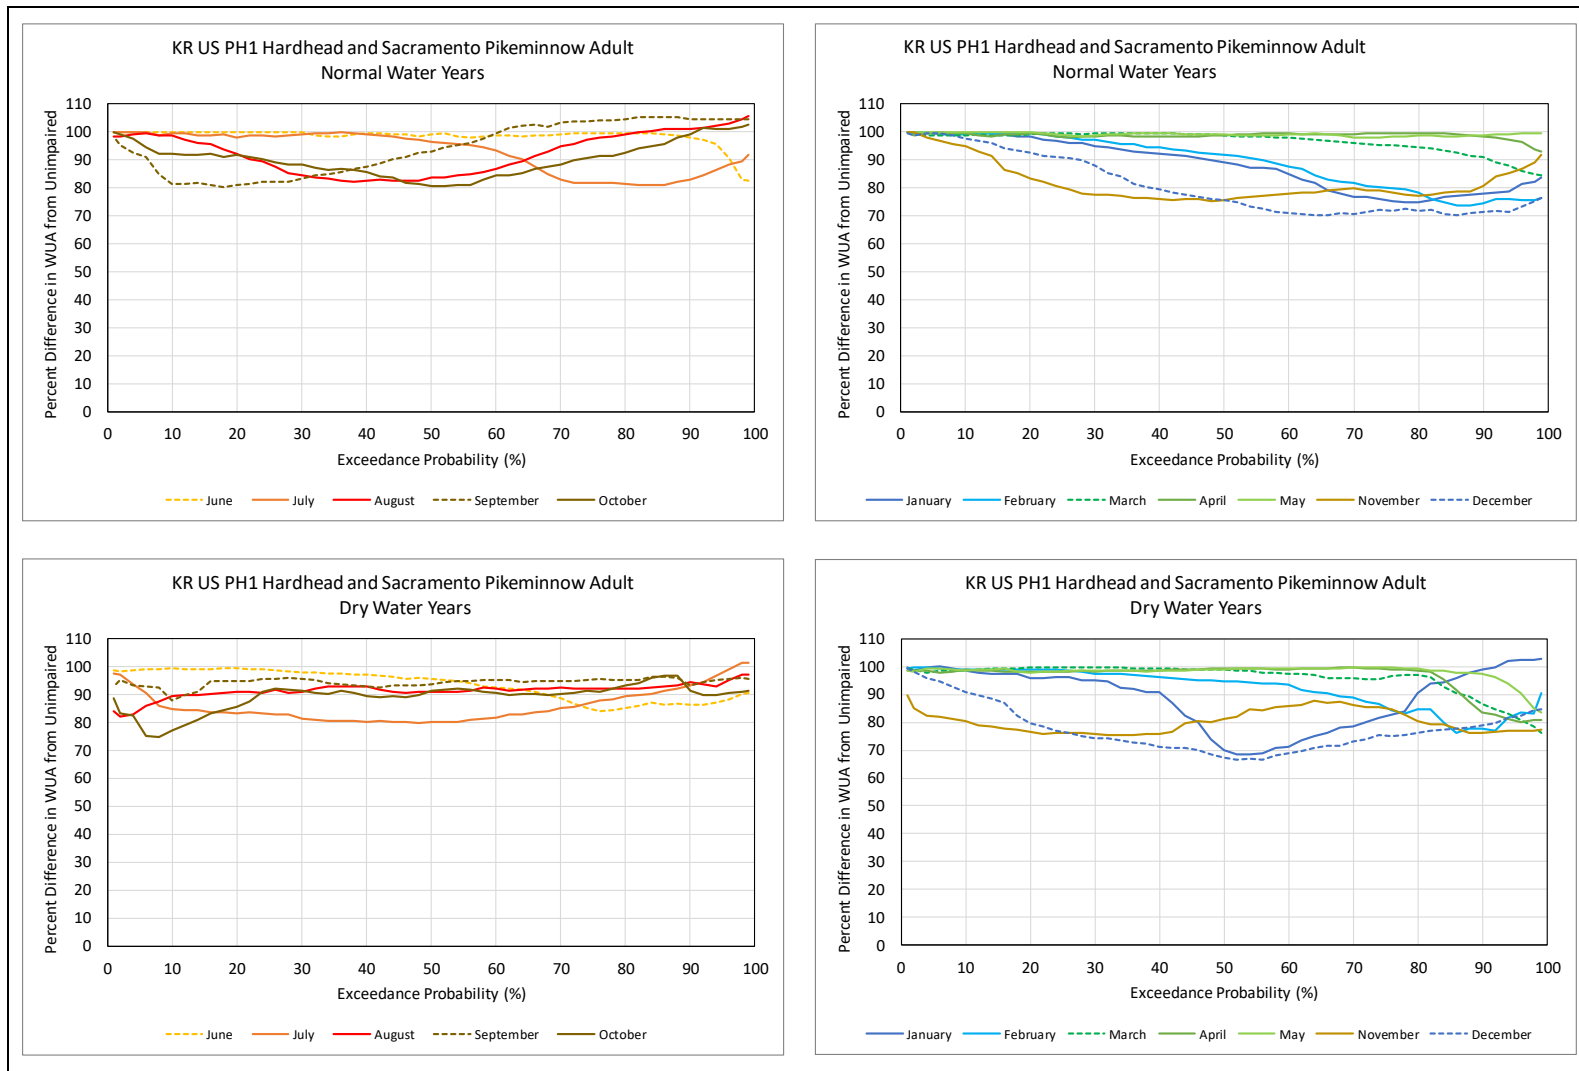 KR US PH1 Hardhead and Sacramento Pikeminnow Adult
Normal Water Years
Percent Difference in WUA from Unimpaired
110
100
90
80
70
60
50
40
30
20
10
0
0 10 20 30 40 50 60 70 80 90 100
Exceedance Probability (%)
June July August September October
KR US PH1 Hardhead and Sacramento Pikeminnow Adult
Normal Water Years
Percent Difference in WUA from Unimpaired
110
100
90
80
70
60
50
40
30
20
10
0
0 10 20 30 40 50 60 70 80 90 100
Exceedance Probability (%)
January February March April May November December
KR US PH1 Hardhead and Sacramento Pikeminnow Adult
Dry Water Years
Percent Difference in WUA from Unimpaired
110
100
90
80
70
60
50
40
30
20
10
0
0 10 20 30 40 50 60 70 80 90 100
Exceedance Probability (%)
June July August September October
KR US PH1 Hardhead and Sacramento Pikeminnow Adult
Dry Water Years
Percent Difference in WUA from Unimpaired
110
100
90
80
70
60
50
40
30
20
10
0
0 10 20 30 40 50 60 70 80 90 100
Exceedance Probability (%)
January February March April May November December